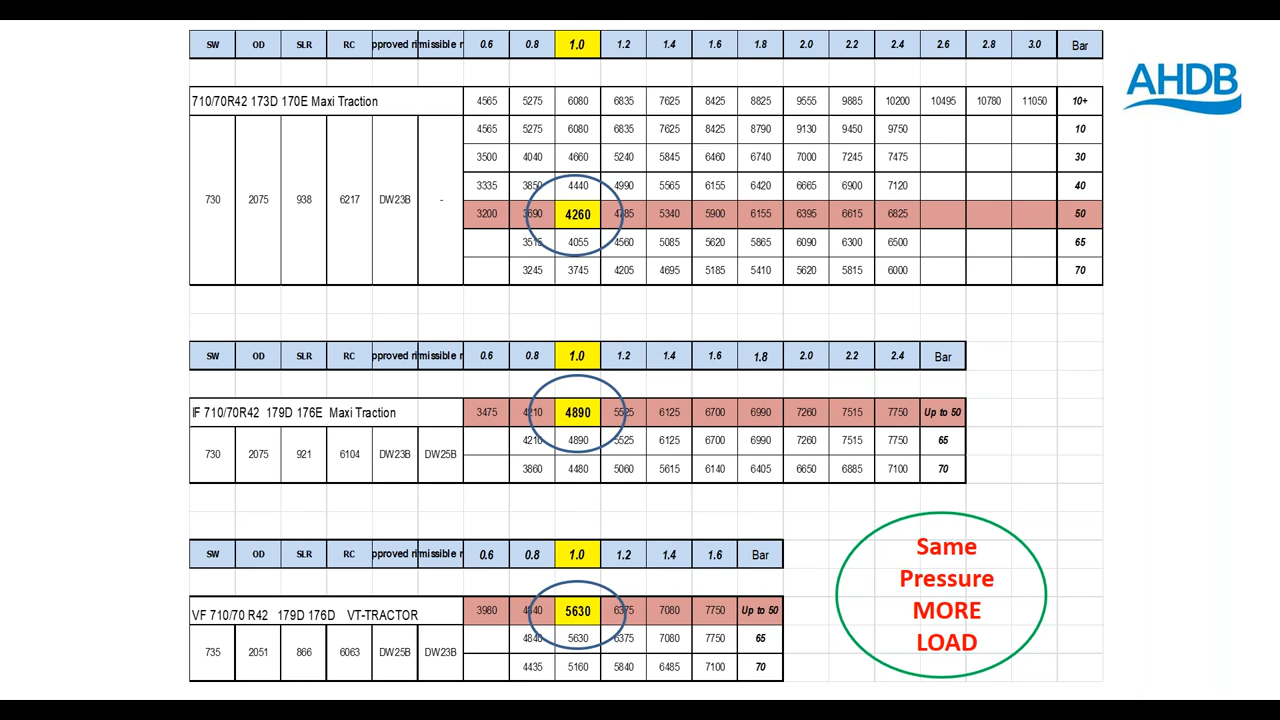 SW OD SLR RC pproved ri missible r 0.6 0.8 1.0 1.2 1.4 1.6 1.8 2.0 2.2 2.4 2.6 2.8 3.0 Bar
AHDB
710/70R42 173D 170E Maxi Traction 4565 5275 6080 6835 7625 8425 8825 9555 9885 10200 10495 10780 11050 10+
4565 5275 6080 6835 7625 8425 8790 9130 9450 9750 10
3500 4040 4660 5240 5845 6460 6740 7000 7245 7475 30
3335 3850 4440 4990 5565 6155 6420 6665 6900 7120 40
730 2075 938 6217 DW23B -
3200 3690 4260 4785 5340 5900 6155 6395 6615 6825 50
3515 4055 4560 5085 5620 5865 6090 6300 6500 65
3245 3745 4205 4695 5185 5410 5620 5815 6000 70
SW OD SLR RC pproved ri missible r 0.6 0.8 1.0 1.2 1.4 1.6 1.8 2.0 2.2 2.4 Bar
IF 710/70R42 179D 176E Maxi Traction 3475 4210 4890 5525 6125 6700 6990 7260 7515 7750 Up to 50
4210 4890 5525 6125 6700 6990 7260 7515 7750 65
730 2075 921 6104 DW23B DW25B
3860 4480 5060 5615 6140 6405 6650 6885 7100 70
SW OD SLR RC pproved ri missible r 0.6 0.8 1.0 1.2 1.4 1.6 Bar
VF 710/70 R42 179D 176D VT-TRACTOR 3980 4840 5630 6375 7080 7750 Up to 50
4840 5630 6375 7080 7750 65
735 2051 866 6063 DW25B DW23B
4435 5160 5840 6485 7100 70
Same
Pressure
MORE
LOAD